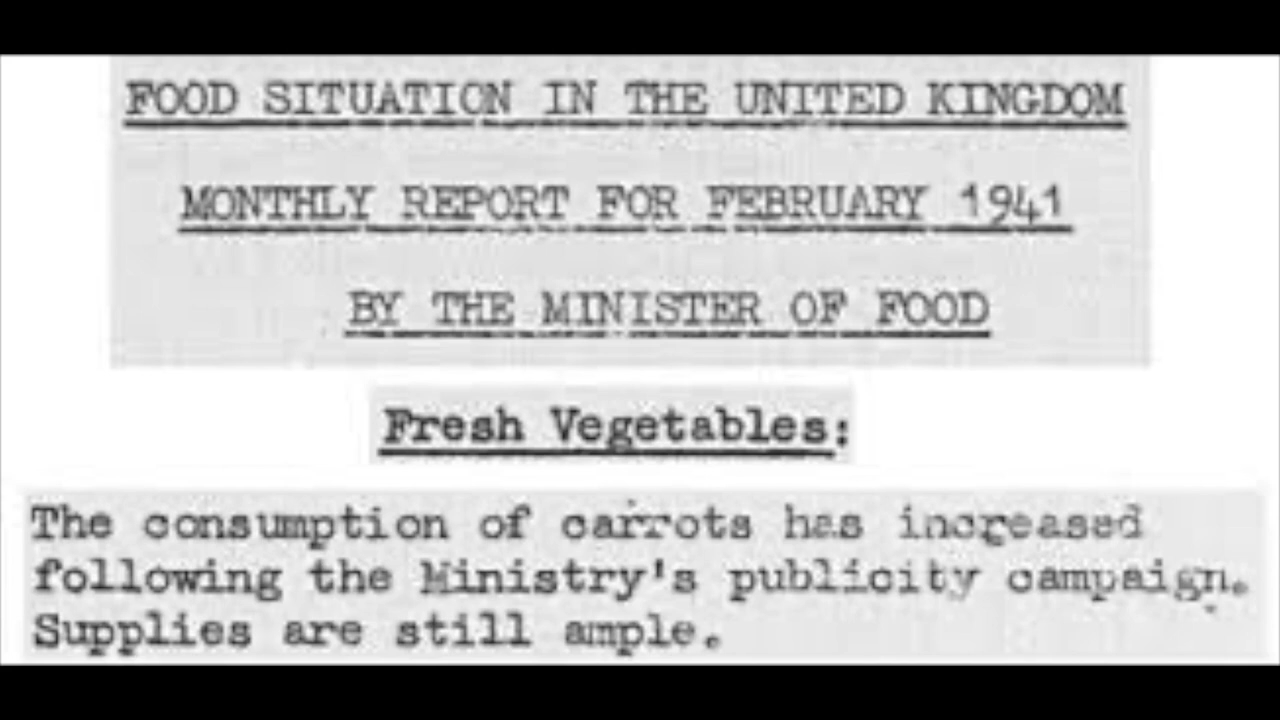 FOOD SITUATION IN THE UNITED KINGDOM
MONTHLY REPORT FOR FEBRUARY 1941
BY THE MINISTER OF FOOD
Fresh Vegetables:
The consumption of carrots has increased
following the Ministry's publicity campaign.
Supplies are still ample.